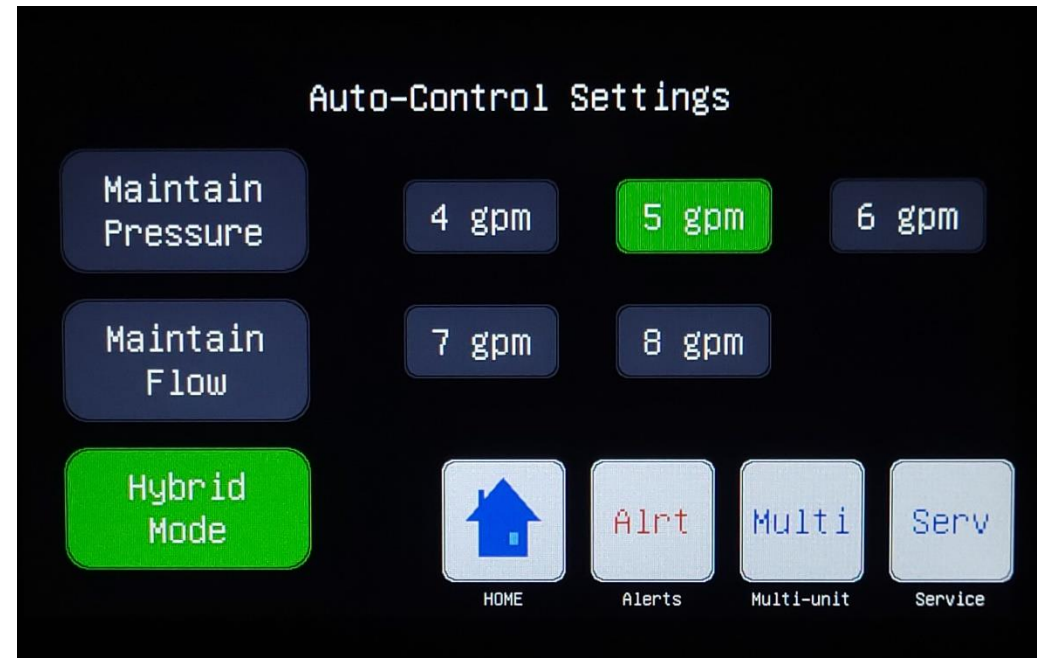 Auto-Control Settings
Maintain
Pressure
4 gpm
5 gpm
6 gpm
Maintain
Flow
7 gpm
8 gpm
Hybrid
Mode
Alrt
Multi
Serv
HOME
Alerts
Multi-unit
Service